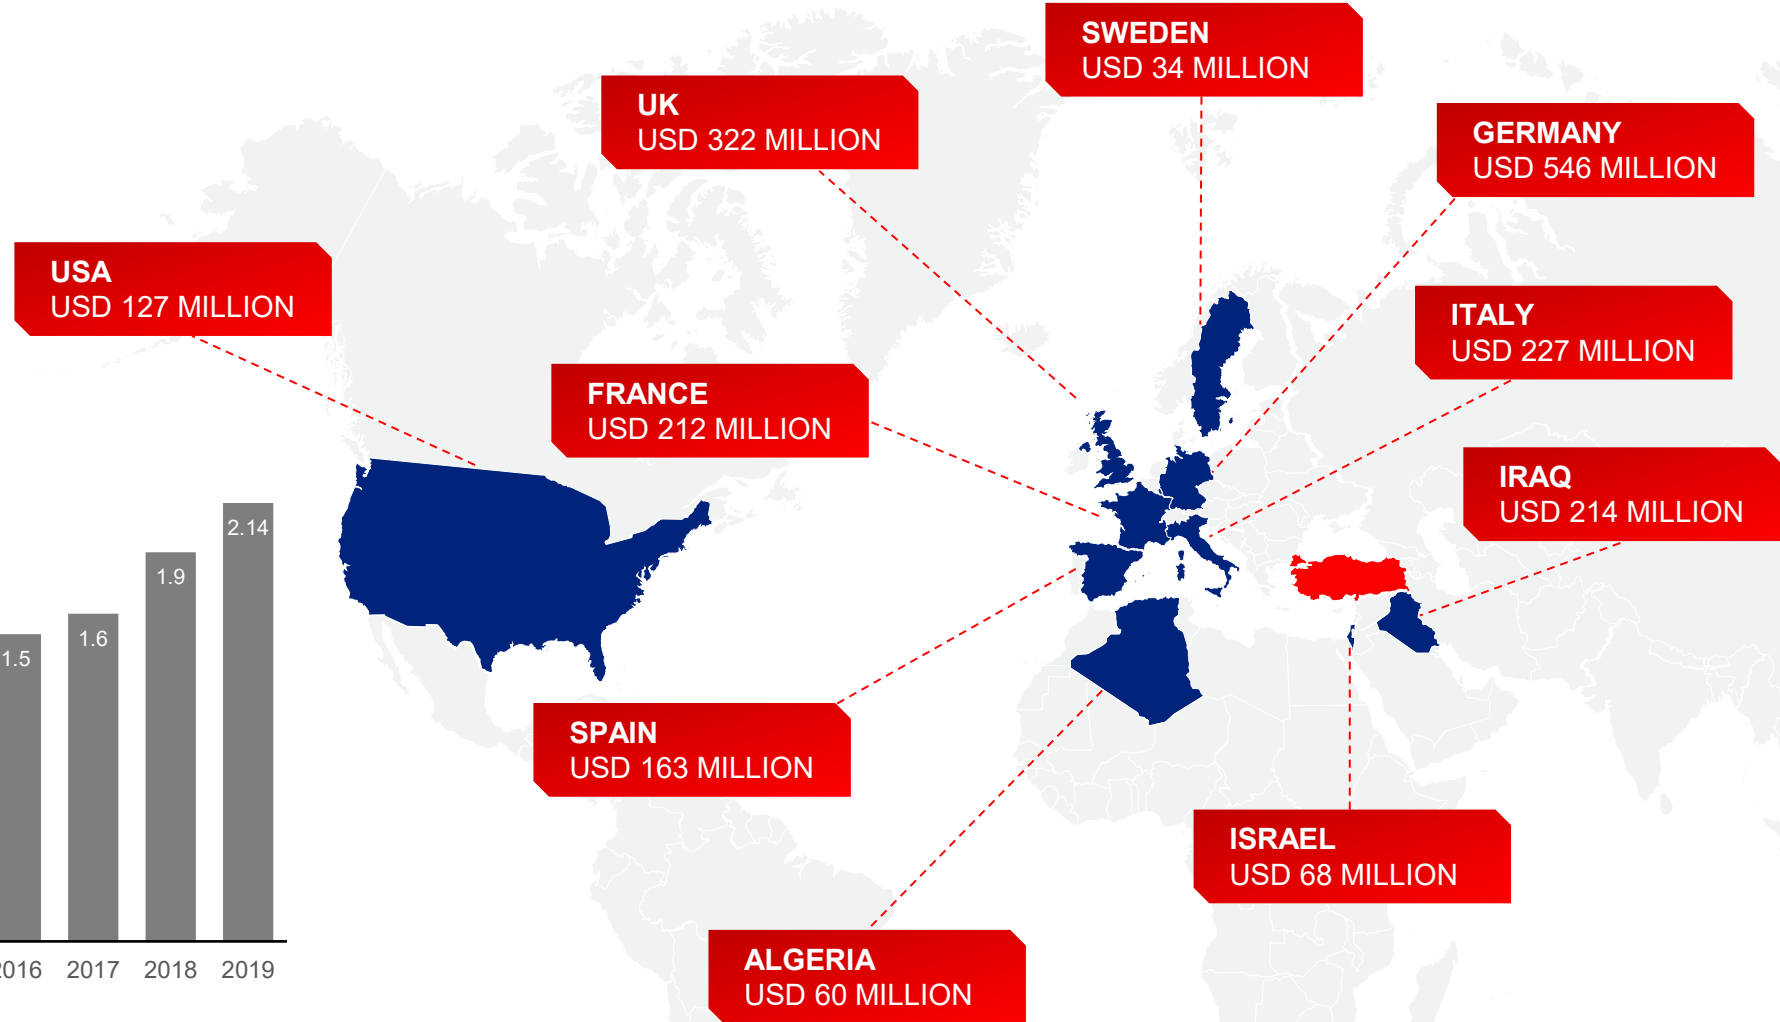 SWEDEN
USD 34 MILLION
UK
USD 322 MILLION
GERMANY
USD 546 MILLION
USA
USD 127 MILLION
ITALY
USD 227 MILLION
FRANCE
USD 212 MILLION
IRAQ
USD 214 MILLION
SPAIN
USD 163 MILLION
ISRAEL
USD 68 MILLION
ALGERIA
USD 60 MILLION
1.5
1.6
1.9
2.14
2016 2017 2018 2019